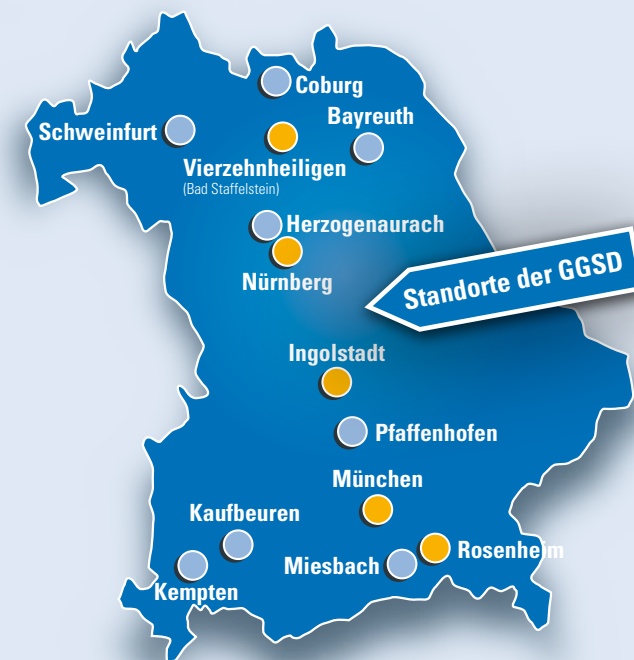 Coburg
Bayreuth
Schweinfurt
Vierzehnheiligen
(Bad Staffelstein)
Herzogenaurach
Nürnberg
Standorte der GGSD
Ingolstadt
Pfaffenhofen
München
Kaufbeuren
Rosenheim
Miesbach
Kempten